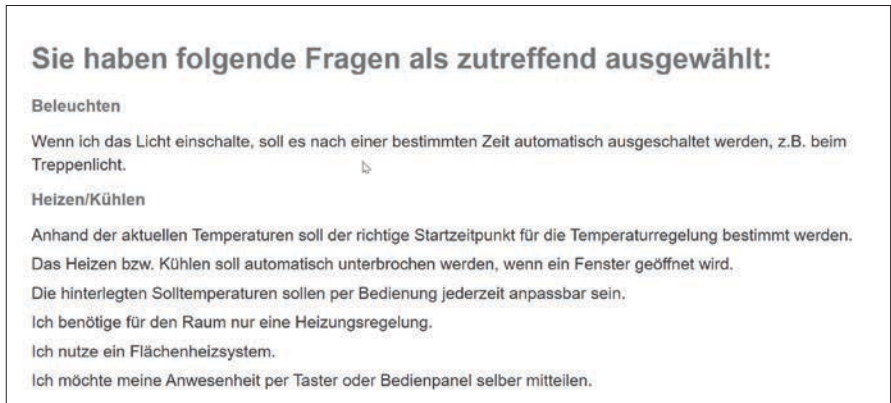 Sie haben folgende Fragen als zutreffend ausgewählt:
Beleuchten
Wenn ich das Licht einschalte, soll es nach einer bestimmten Zeit automatisch ausgeschaltet werden, z.B. beim
Treppenlicht.
Heizen/Kühlen
Anhand der aktuellen Temperaturen soll der richtige Startzeitpunkt für die Temperaturregelung bestimmt werden.
Das Heizen bzw. Kühlen soll automatisch unterbrochen werden, wenn ein Fenster geöffnet wird.
Die hinterlegten Solltemperaturen sollen per Bedienung jederzeit anpassbar sein.
Ich benötige für den Raum nur eine Heizungsregelung.
Ich nutze ein Flächenheizsystem.
Ich möchte meine Anwesenheit per Taster oder Bedienpanel selber mitteilen.